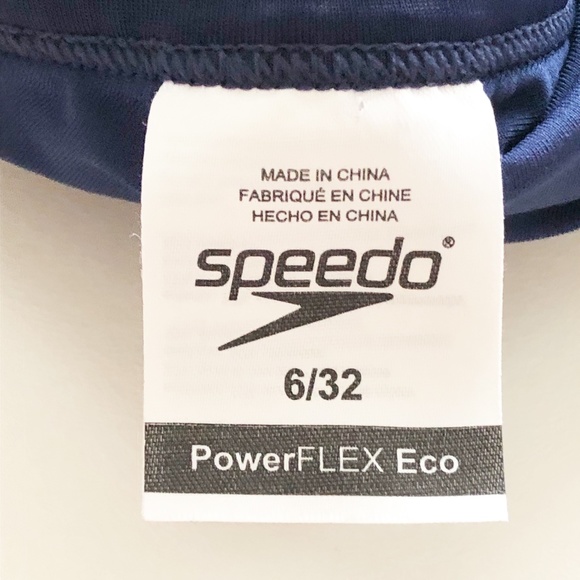 MADE IN CHINA
FABRIQUÉ EN CHINE
HECHO EN CHINA
speedo®
6/32
PowerFLEX Eco